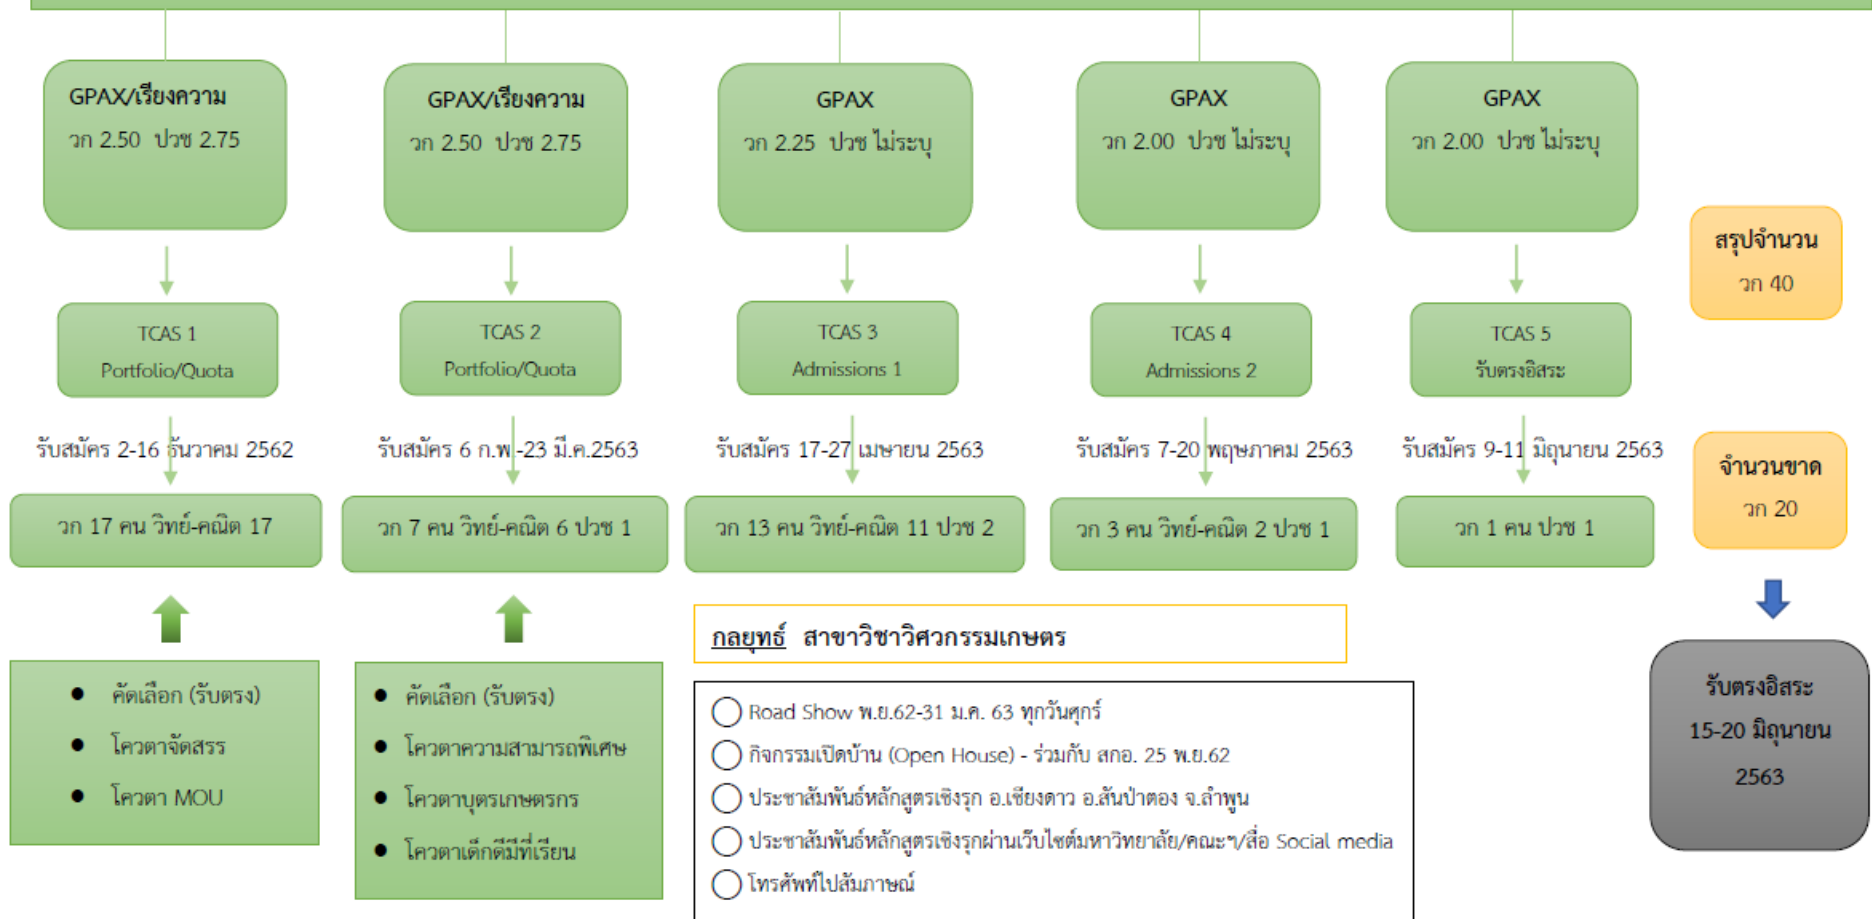 GPAX/เรียงความ
วก 2.50 ปวช 2.75
GPAX/เรียงความ
วก 2.50 ปวช 2.75
GPAX
วก 2.25 ปวช ไม่ระบุ
GPAX
วก 2.00 ปวช ไม่ระบุ
GPAX
วก 2.00 ปวช ไม่ระบุ
สรุปจำนวน
วก 40
TCAS 1
Portfolio/Quota
TCAS 2
Portfolio/Quota
TCAS 3
Admissions 1
TCAS 4
Admissions 2
TCAS 5
รับตรงอิสระ
รับสมัคร 2-16 ธันวาคม 2562
รับสมัคร 6 ก.พ.-23 มี.ค.2563
รับสมัคร 17-27 เมษายน 2563
รับสมัคร 7-20 พฤษภาคม 2563
รับสมัคร 9-11 มิถุนายน 2563
จำนวนขาด
วก 20
วก 17 คน วิทย์-คณิต 17
วก 7 คน วิทย์-คณิต 6 ปวช 1
วก 13 คน วิทย์-คณิต 11 ปวช 2
วก 3 คน วิทย์-คณิต 2 ปวช 1
วก 1 คน ปวช 1
● คัดเลือก (รับตรง)
● โควตาจัดสรร
● โควตา MOU
● คัดเลือก (รับตรง)
● โควตาความสามารถพิเศษ
● โควตาบุตรเกษตรกร
● โควตาเด็กดีมีที่เรียน
กลยุทธ์ สาขาวิชาวิศวกรรมเกษตร
Road Show พ.ย.62-31 ม.ค. 63 ทุกวันศุกร์
กิจกรรมเปิดบ้าน (Open House) - ร่วมกับ สกอ. 25 พ.ย.62
ประชาสัมพันธ์หลักสูตรเชิงรุก อ.เชียงดาว อ.สันป่าตอง จ.ลำพูน
ประชาสัมพันธ์หลักสูตรเชิงรุกผ่านเว็บไซต์มหาวิทยาลัย/คณะฯ/สื่อ Social media
โทรศัพท์ไปสัมภาษณ์
รับตรงอิสระ
15-20 มิถุนายน
2563